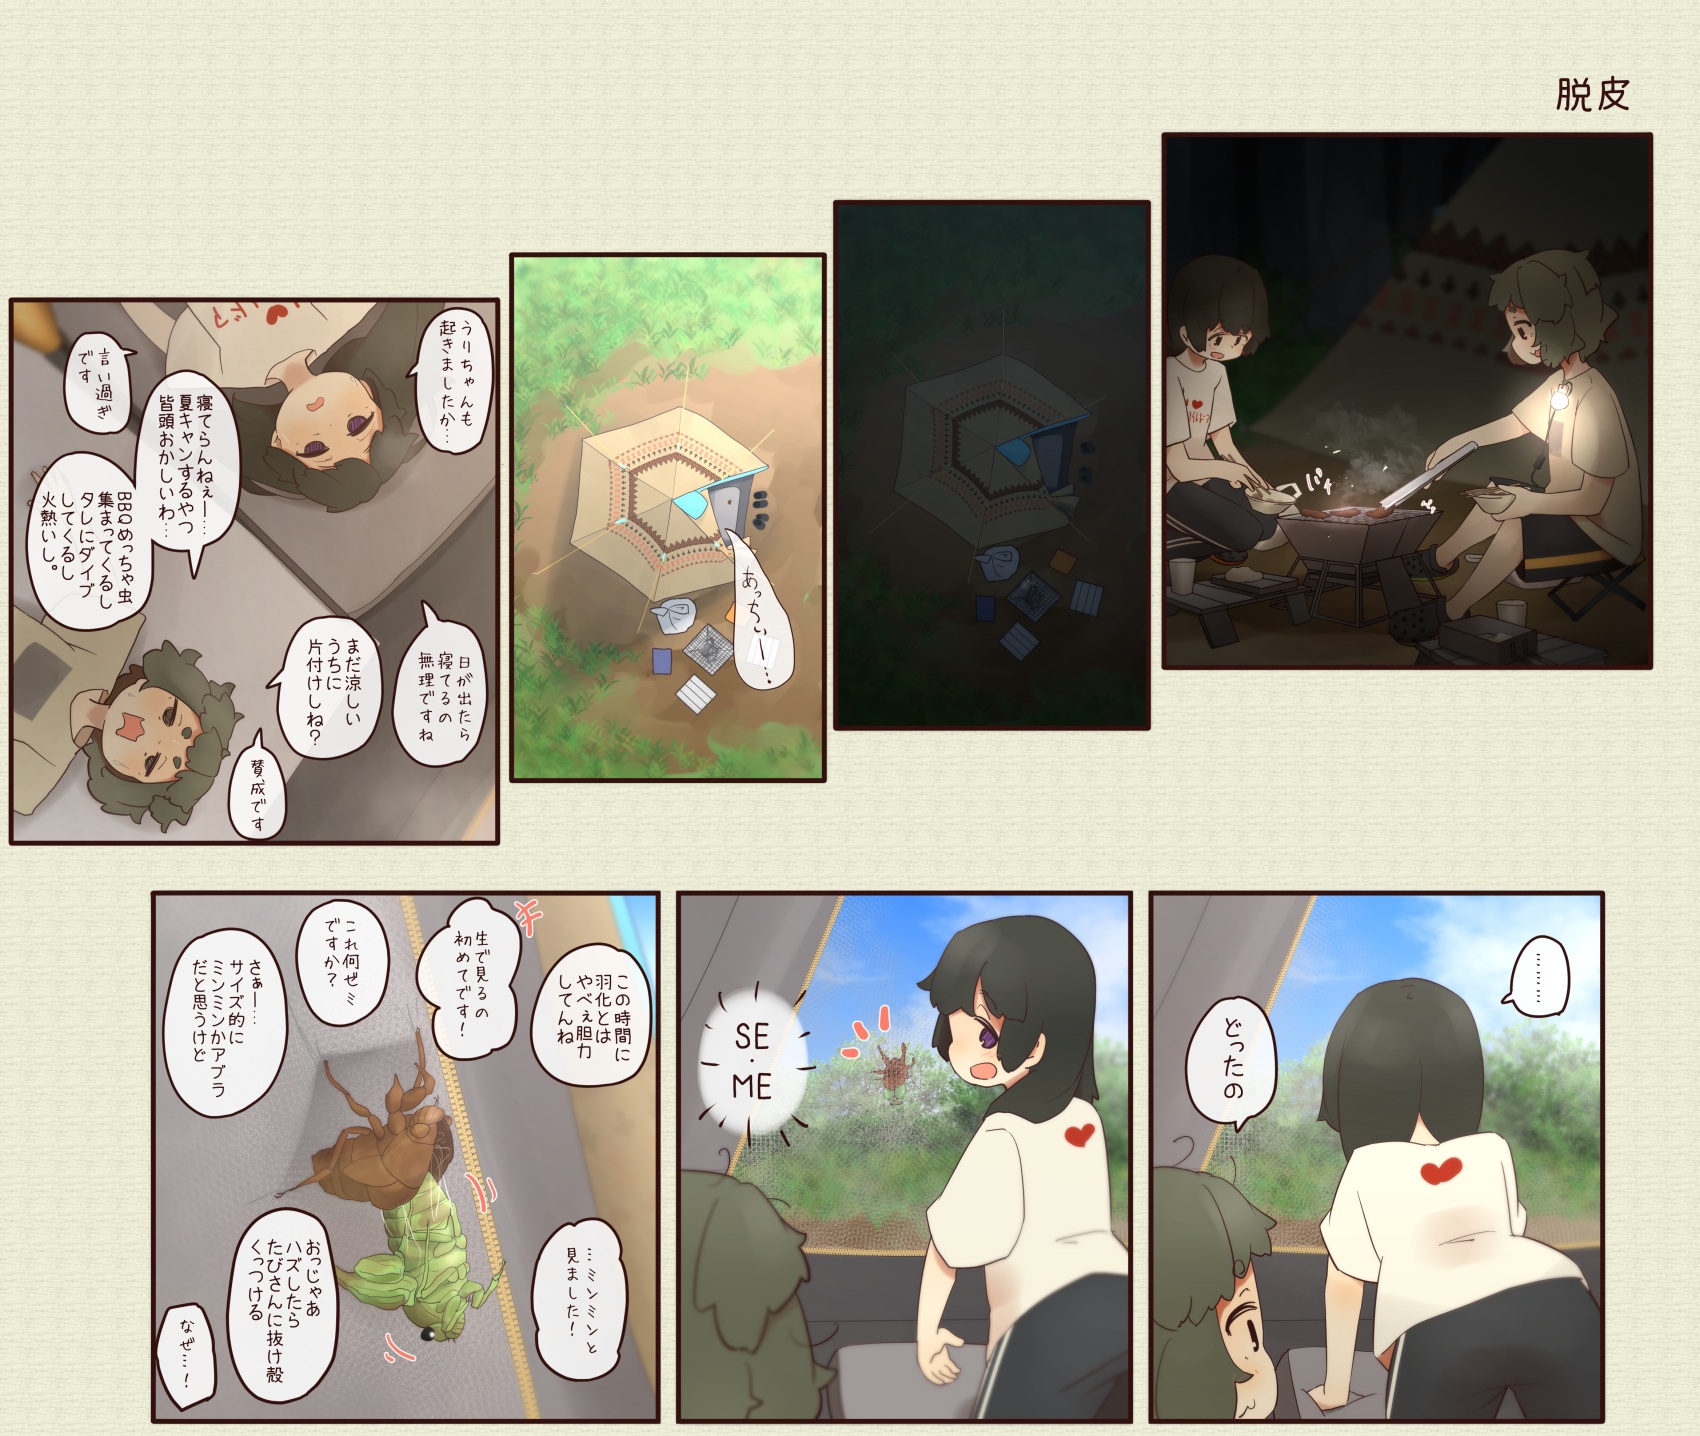 脱皮
あっちぃー…
うりちゃんも
起きましたか…
寝てらんねぇー…
夏キャンするやつ
皆頭おかしいわ…
言い過ぎ
です
BBQめっちゃ虫
集まってくるし
タレにダイブ
してくるし
火熱いし。
日が出たら
寝てるの
無理ですね
まだ涼しい
うちに
片付けしね？
賛成です
………
どったの
SE
・
ME
この時間に
羽化とは
やべぇ胆力
してんね
生で見るの
初めてです！
これ何ゼミ
ですか？
さぁー…
サイズ的に
ミンミンかアブラ
だと思うけど
…ミンミンと
見ました！
おっじゃあ
ハズしたら
たびさんに抜け殻
くっつける
なぜ…！